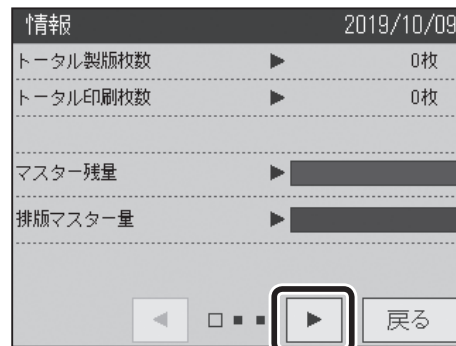 情報 2019/10/09
トータル製版枚数 ▶ 0枚
トータル印刷枚数 ▶ 0枚
マスター残量 ▶
排版マスター量 ▶
◀ □ ■ ■ ▶ 戻る